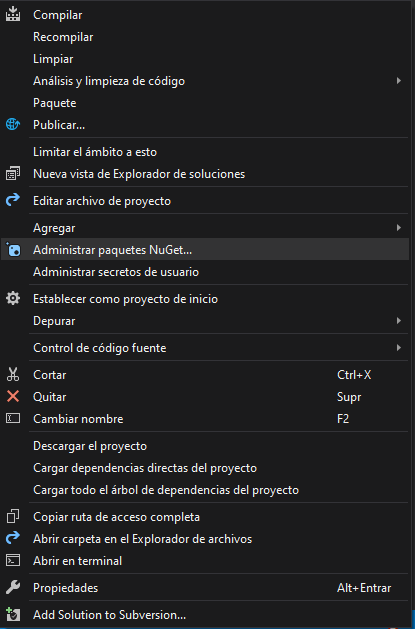 Compilar
Recompilar
Limpiar
Análisis y limpieza de código
Paquete
Publicar...
Limitar el ámbito a esto
Nueva vista de Explorador de soluciones
Editar archivo de proyecto
Agregar
Administrar paquetes NuGet...
Administrar secretos de usuario
Establecer como proyecto de inicio
Depurar
Control de código fuente
Cortar Ctrl+X
Quitar Supr
Cambiar nombre F2
Descargar el proyecto
Cargar dependencias directas del proyecto
Cargar todo el árbol de dependencias del proyecto
Copiar ruta de acceso completa
Abrir carpeta en el Explorador de archivos
Abrir en terminal
Propiedades Alt+Entrar
Add Solution to Subversion...